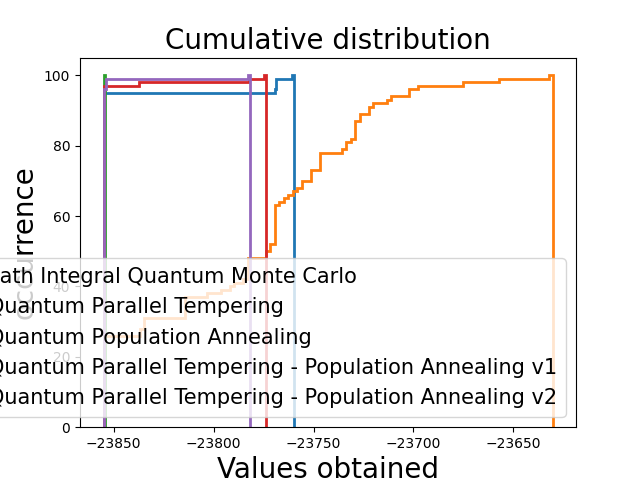 Cumulative distribution
100
80
60
40
20
0
occurrence
ath Integral Quantum Monte Carlo
Quantum Parallel Tempering
Quantum Population Annealing
Quantum Parallel Tempering - Population Annealing v1
Quantum Parallel Tempering - Population Annealing v2
−23850
−23800
−23750
−23700
−23650
Values obtained